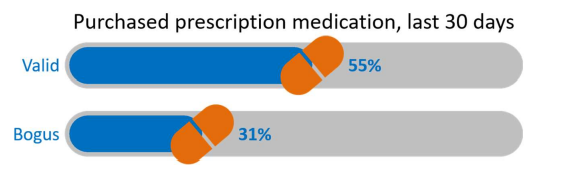 Purchased prescription medication, last 30 days
Valid 55%
Bogus 31%